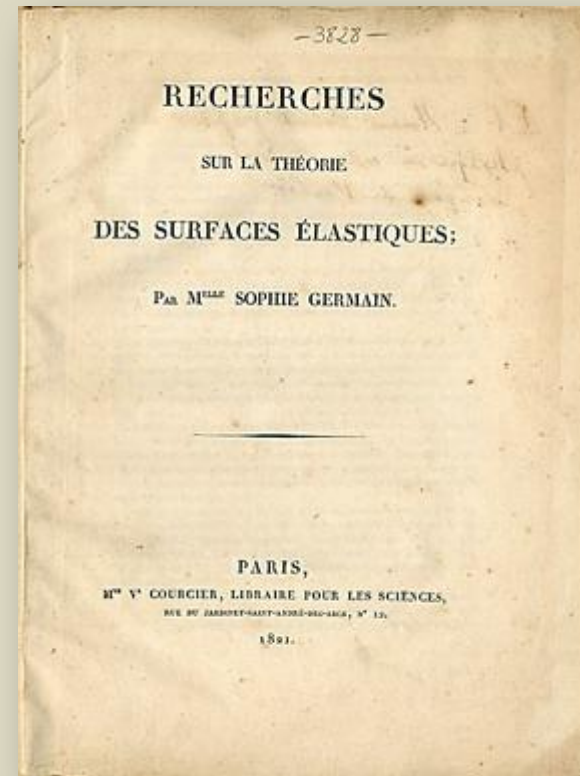 —3828—
RECHERCHES
SUR LA THÉORIE
DES SURFACES ÉLASTIQUES;
PAR MELLE SOPHIE GERMAIN.
PARIS,
MME VE COURCIER, LIBRAIRE POUR LES SCIENCES,
RUE DU JARDINET-SAINT-ANDRÉ-DES-ARCS, N° 12.
1821.